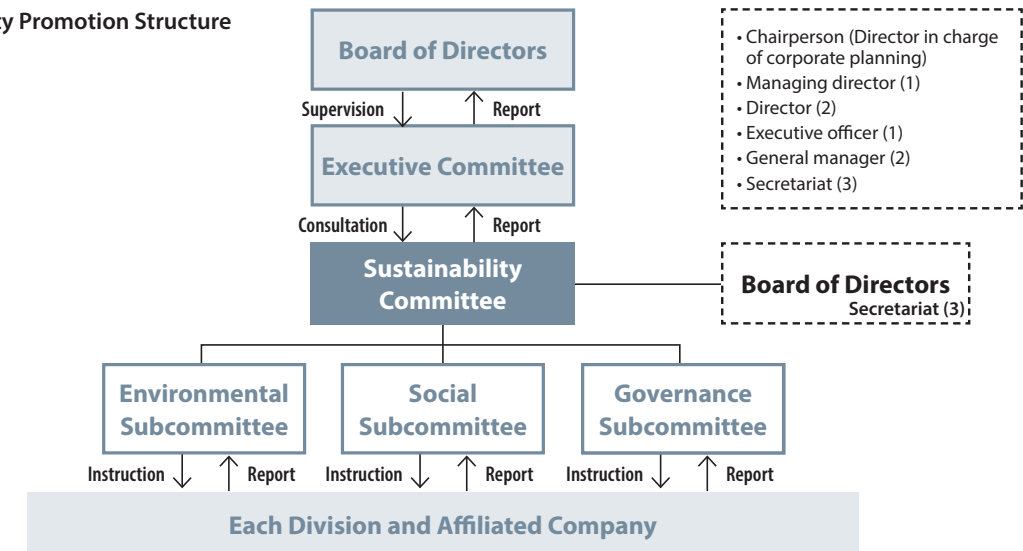 ty Promotion Structure
Board of Directors
Supervision
Report
Executive Committee
Consultation
Report
Sustainability
Committee
• Chairperson (Director in charge
of corporate planning)
• Managing director (1)
• Director (2)
• Executive officer (1)
• General manager (2)
• Secretariat (3)
Board of Directors
Secretariat (3)
Environmental
Subcommittee
Social
Subcommittee
Governance
Subcommittee
Instruction
Report
Instruction
Report
Instruction
Report
Each Division and Affiliated Company